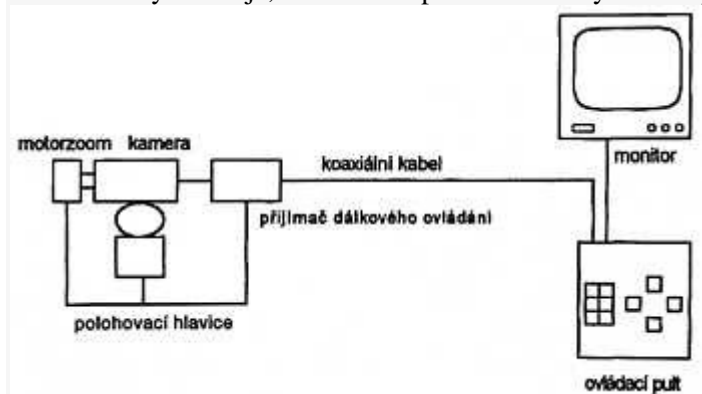 motorzoom kamera
koaxiální kabel
monitor
přijímač dálkového ovládání
polohovací hlavice
ovládací pult